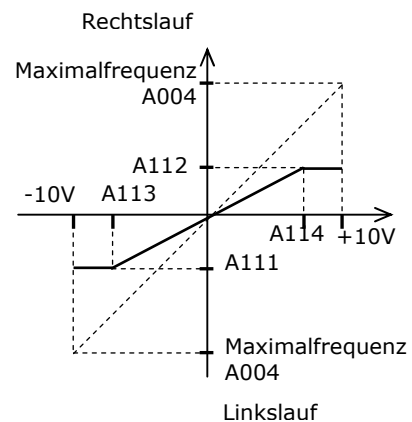 Rechtslauf
Maximalfrequenz
A004
A112
-10V
A113
A114
+10V
A111
Maximalfrequenz
A004
Linkslauf